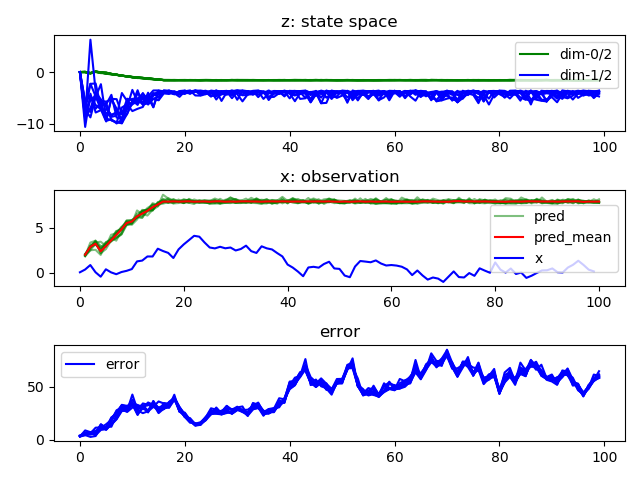 z: state space
0
−10
dim-0/2
dim-1/2
0 20 40 60 80 100
x: observation
5
0
pred
pred_mean
x
0 20 40 60 80 100
error
50
0
error
0 20 40 60 80 100